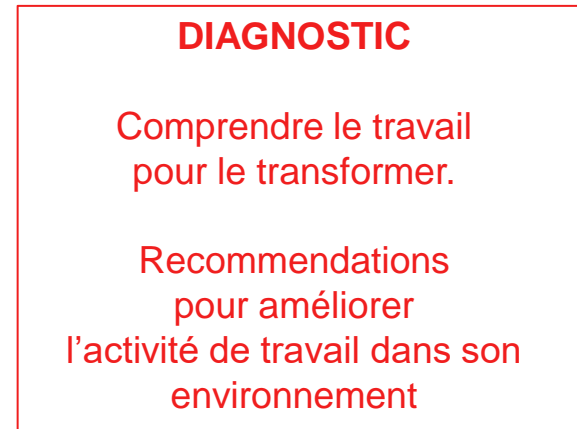 DIAGNOSTIC
Comprendre le travail
pour le transformer.
Recommendations
pour améliorer
l’activité de travail dans son
environnement